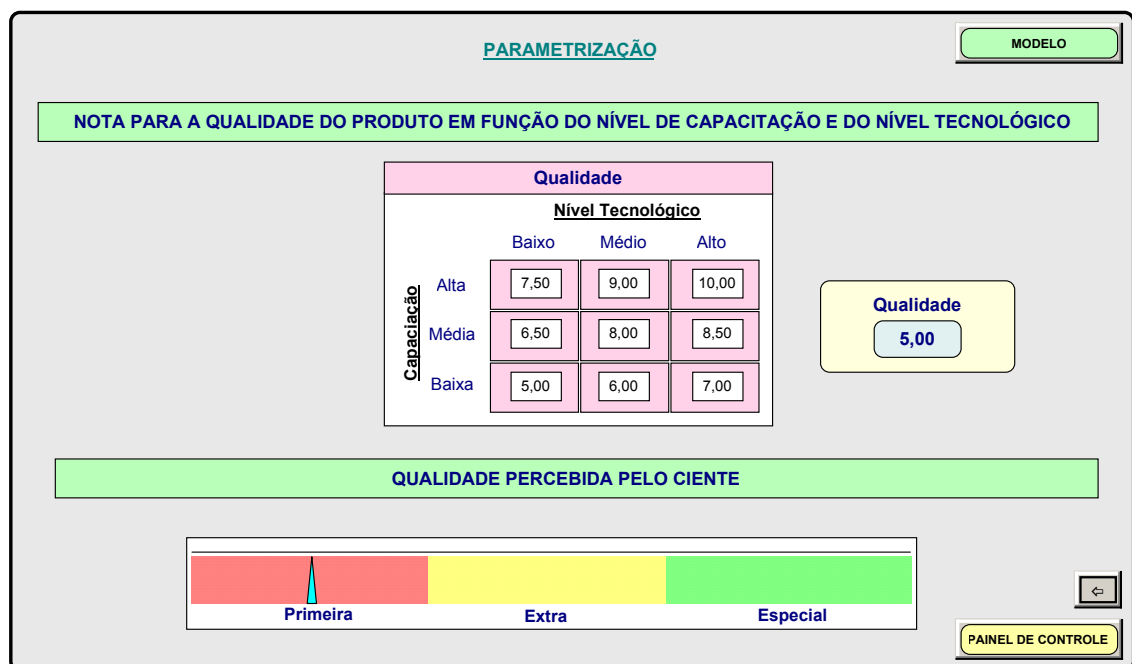 PARAMETRIZAÇÃO
MODELO
NOTA PARA A QUALIDADE DO PRODUTO EM FUNÇÃO DO NÍVEL DE CAPACITAÇÃO E DO NÍVEL TECNOLÓGICO
Qualidade
Nível Tecnológico
Baixo Médio Alto
Capaciação
Alta 7,50 9,00 10,00
Média 6,50 8,00 8,50
Baixa 5,00 6,00 7,00
Qualidade
5,00
QUALIDADE PERCEBIDA PELO CIENTE
Primeira Extra Especial
PAINEL DE CONTROLE